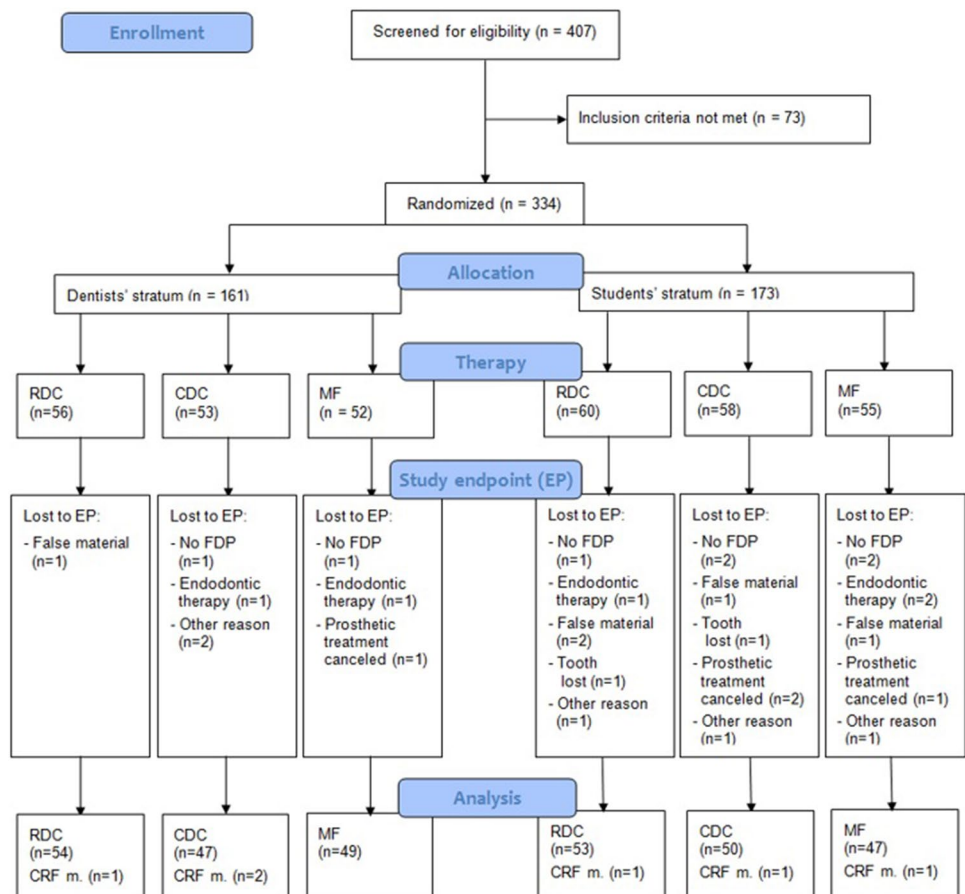 Enrollment
Screened for eligibility (n = 407)
Inclusion criteria not met (n = 73)
Randomized (n = 334)
Allocation
Dentists' stratum (n = 161)
Students' stratum (n = 173)
Therapy
RDC
(n=56)
CDC
(n=53)
MF
(n = 52)
RDC
(n=60)
CDC
(n=58)
MF
(n=55)
Study endpoint (EP)
Lost to EP:
- False material
(n=1)
Lost to EP:
- No FDP
(n=1)
- Endodontic
therapy (n=1)
- Other reason
(n=2)
Lost to EP:
- No FDP
(n=1)
- Endodontic
therapy (n=1)
- Prosthetic
treatment
canceled (n=1)
Lost to EP:
- No FDP
(n=1)
- Endodontic
therapy (n=1)
- False material
(n=2)
- Tooth
lost (n=1)
- Other reason
(n=1)
Lost to EP:
- No FDP
(n=2)
- False material
(n=1)
- Tooth
lost (n=1)
- Prosthetic
treatment
canceled (n=2)
- Other reason
(n=1)
Lost to EP:
- No FDP
(n=2)
- Endodontic
therapy (n=2)
- False material
(n=1)
- Prosthetic
treatment
canceled (n=1)
- Other reason
(n=1)
Analysis
RDC
(n=54)
CRF m. (n=1)
CDC
(n=47)
CRF m. (n=2)
MF
(n=49)
RDC
(n=53)
CRF m. (n=1)
CDC
(n=50)
CRF m. (n=1)
MF
(n=47)
CRF m. (n=1)